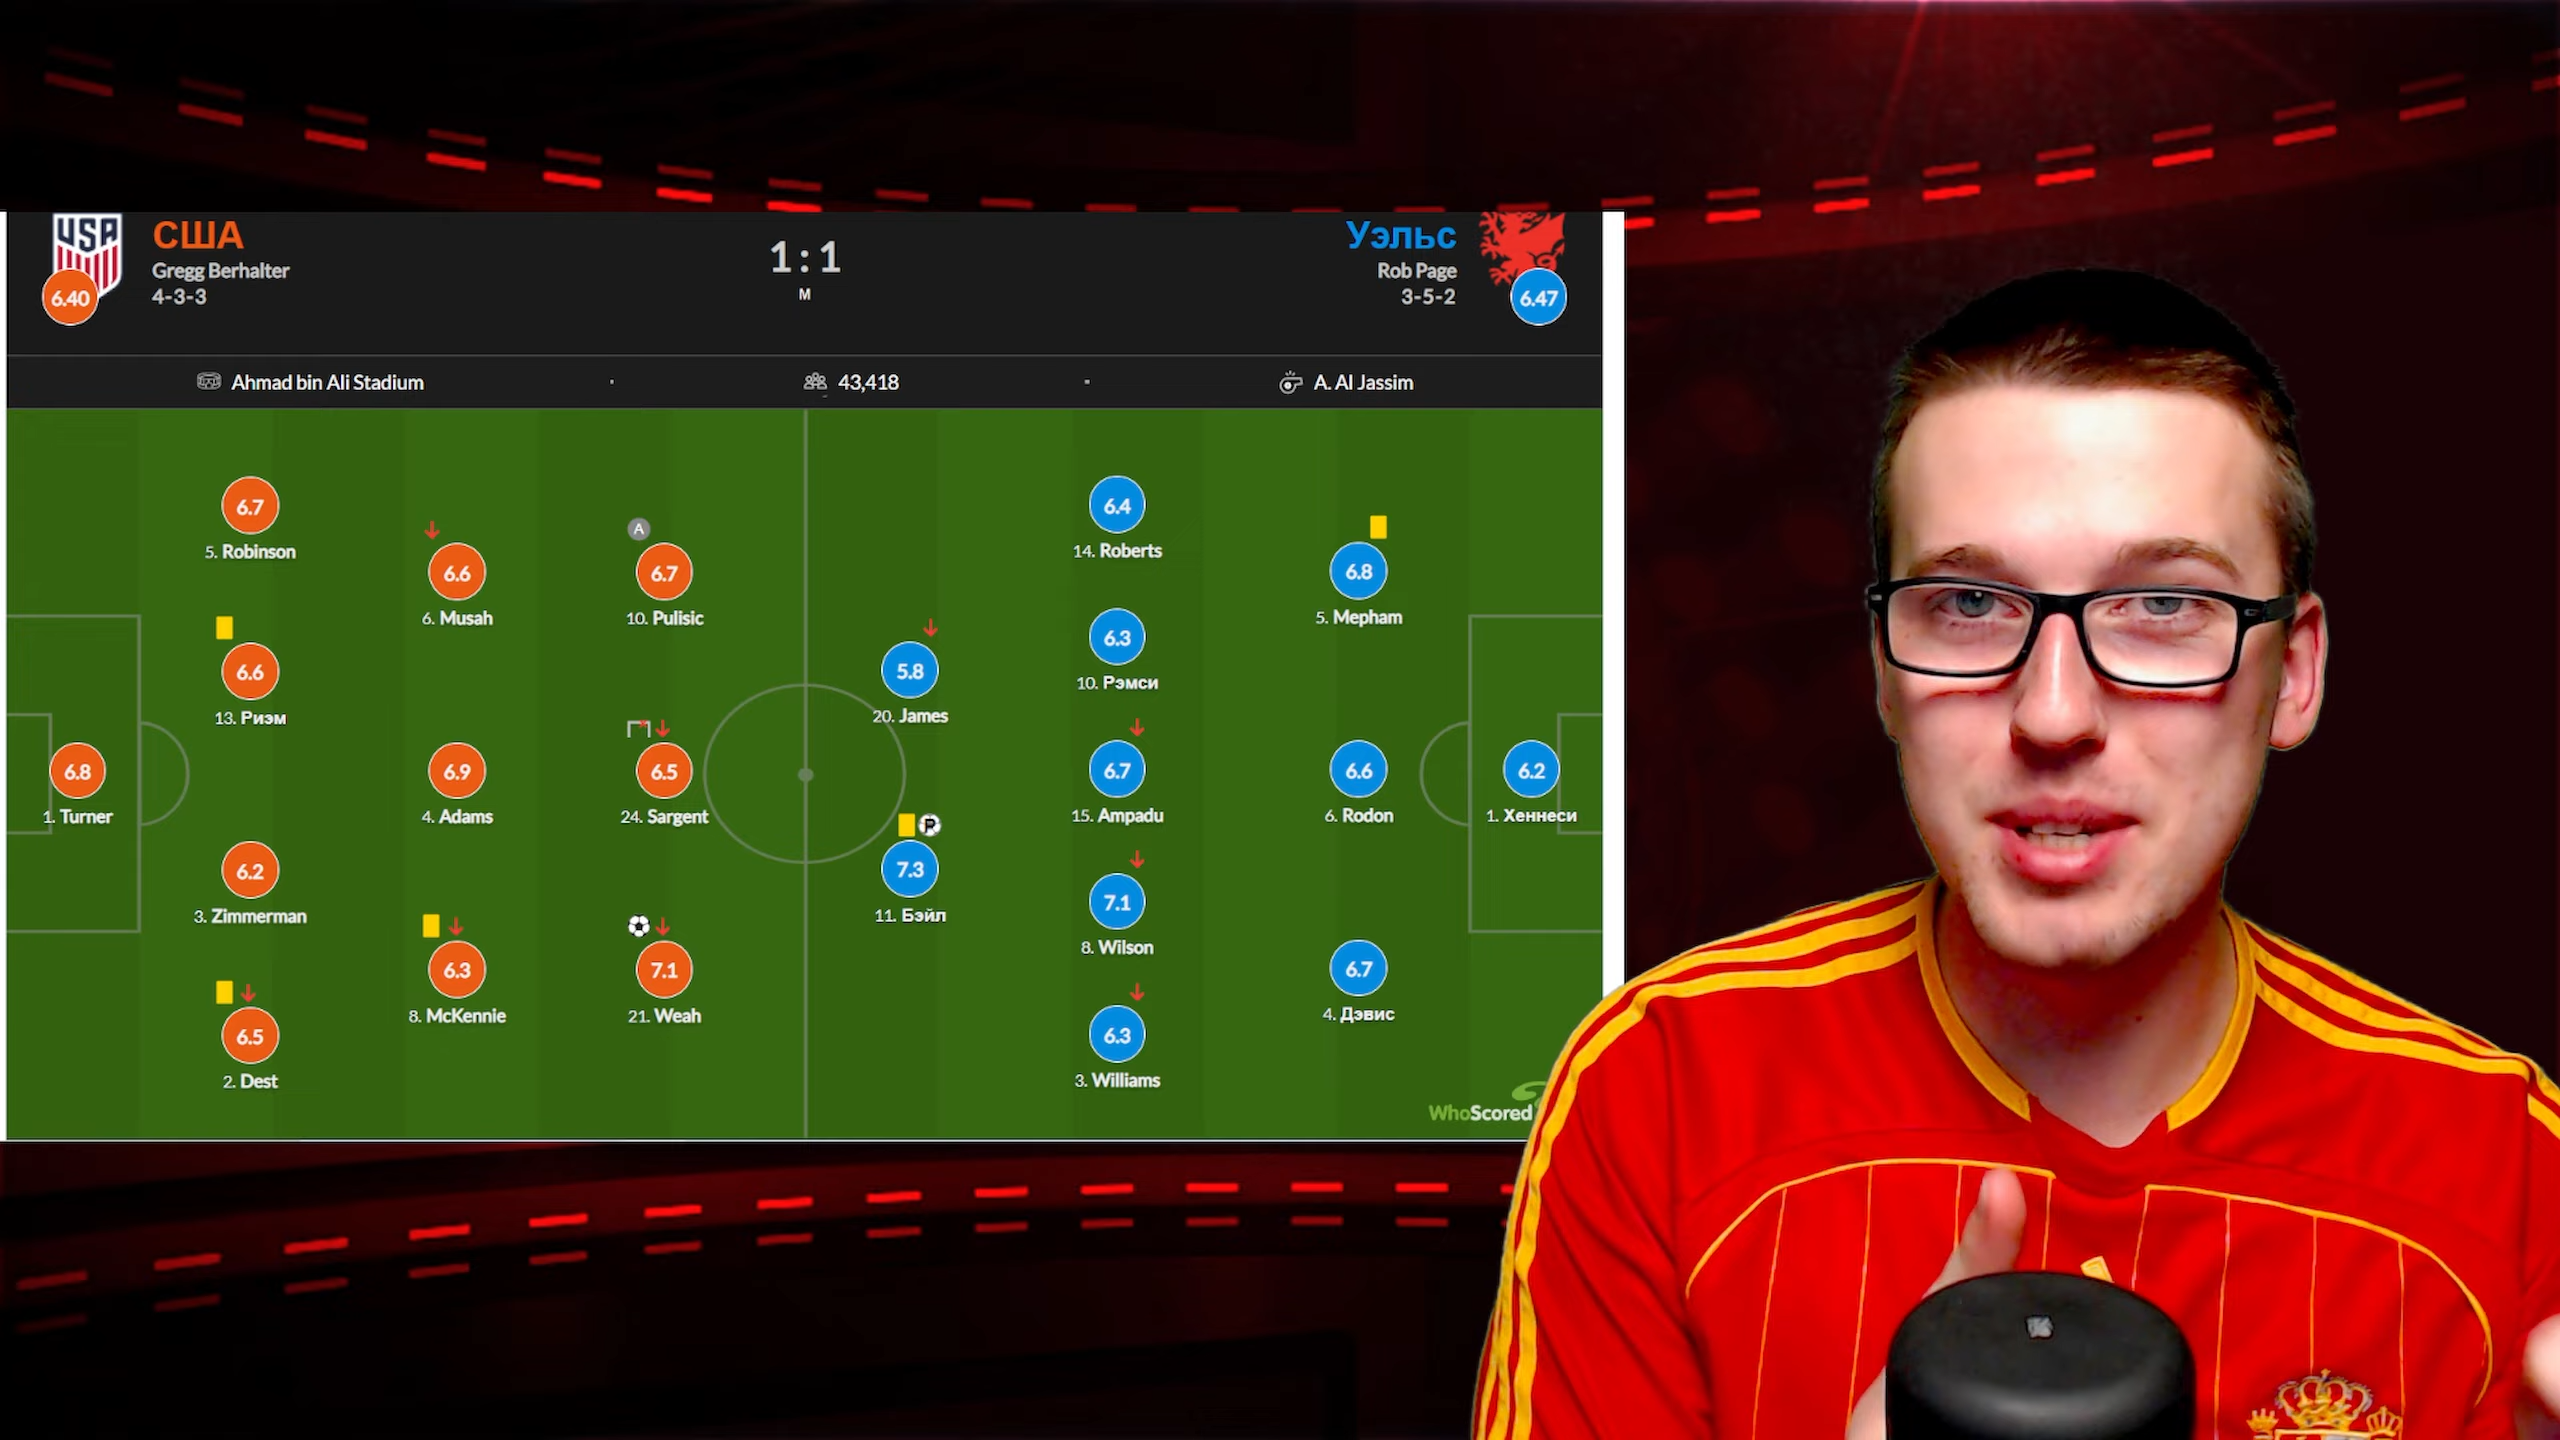 USA
США
Gregg Berhalter
4-3-3
6.40
1 : 1
м
Уэльс
Rob Page
3-5-2
6.47
Ahmad bin Ali Stadium
43,418
A. Al Jassim
6.7
5. Robinson
6.6
13. Риэм
6.8
1. Turner
6.2
3. Zimmerman
6.5
2. Dest
6.6
6. Musah
6.9
4. Adams
6.3
8. McKennie
A
6.7
10. Pulisic
6.5
24. Sargent
7.1
21. Weah
5.8
20. James
P
7.3
11. Бэйл
6.4
14. Roberts
6.3
10. Рэмси
6.7
15. Ampadu
7.1
8. Wilson
6.3
3. Williams
6.8
5. Mepham
6.6
6. Rodon
6.7
4. Дэвис
6.2
1. Хеннеси
WhoScored